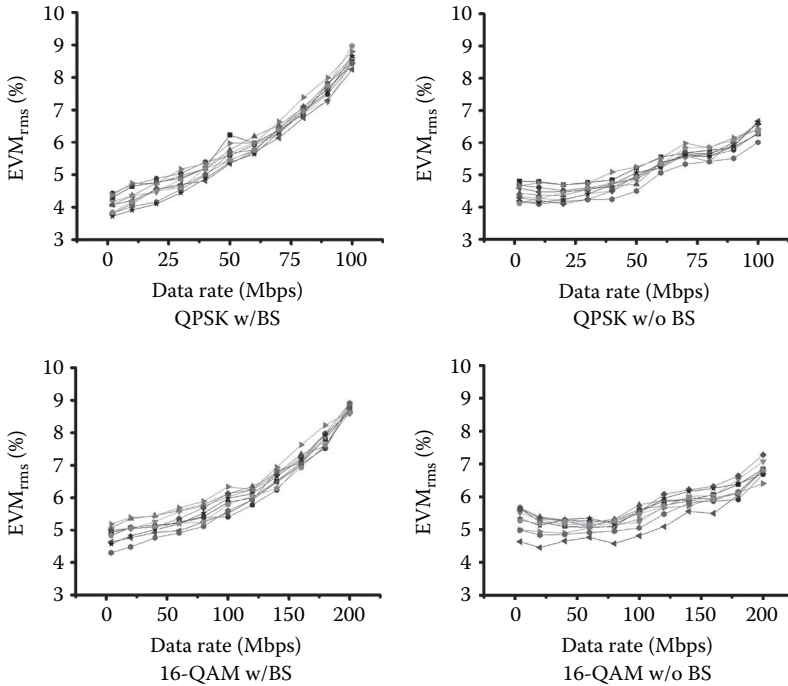 10
9
8
7
6
5
4
3
EVMrms (%)
0 25 50 75 100
Data rate (Mbps)
QPSK w/BS
10
9
8
7
6
5
4
3
EVMrms (%)
0 25 50 75 100
Data rate (Mbps)
QPSK w/o BS
10
9
8
7
6
5
4
3
EVMrms (%)
0 50 100 150 200
Data rate (Mbps)
16-QAM w/BS
10
9
8
7
6
5
4
3
EVMrms (%)
0 50 100 150 200
Data rate (Mbps)
16-QAM w/o BS